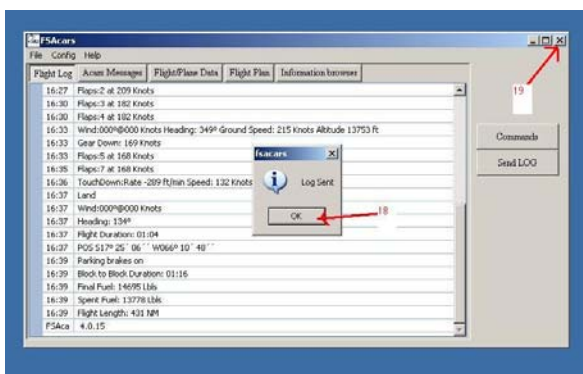 FSAcars
File Config Help
Flight Log Acars Messages Flight/Plane Data Flight Plan Information browser
16:27 Flaps:2 at 209 Knots
16:30 Flaps:3 at 182 Knots
16:30 Flaps:4 at 182 Knots
16:33 Wind:000º@000 Knots Heading: 349º Ground Speed: 215 Knots Altitude 13753 ft
16:33 Gear Down: 169 Knots
16:33 Flaps:5 at 168 Knots
16:35 Flaps:7 at 168 Knots
16:36 TouchDown:Rate -289 ft/min Speed: 132 Knots
16:37 Land
16:37 Wind:000º@000 Knots
16:37 Heading: 134º
16:37 Flight Duration: 01:04
16:37 POS S17º 25´ 06´´ W066º 10´ 40´´
16:39 Parking brakes on
16:39 Block to Block Duration: 01:16
16:39 Final Fuel: 14695 Lbls
16:39 Spent Fuel: 13778 Lbls
16:39 Flight Length: 431 NM
FSAca 4.0.15
fsacars
Log Sent
OK
18
19
Commands
Send LOG